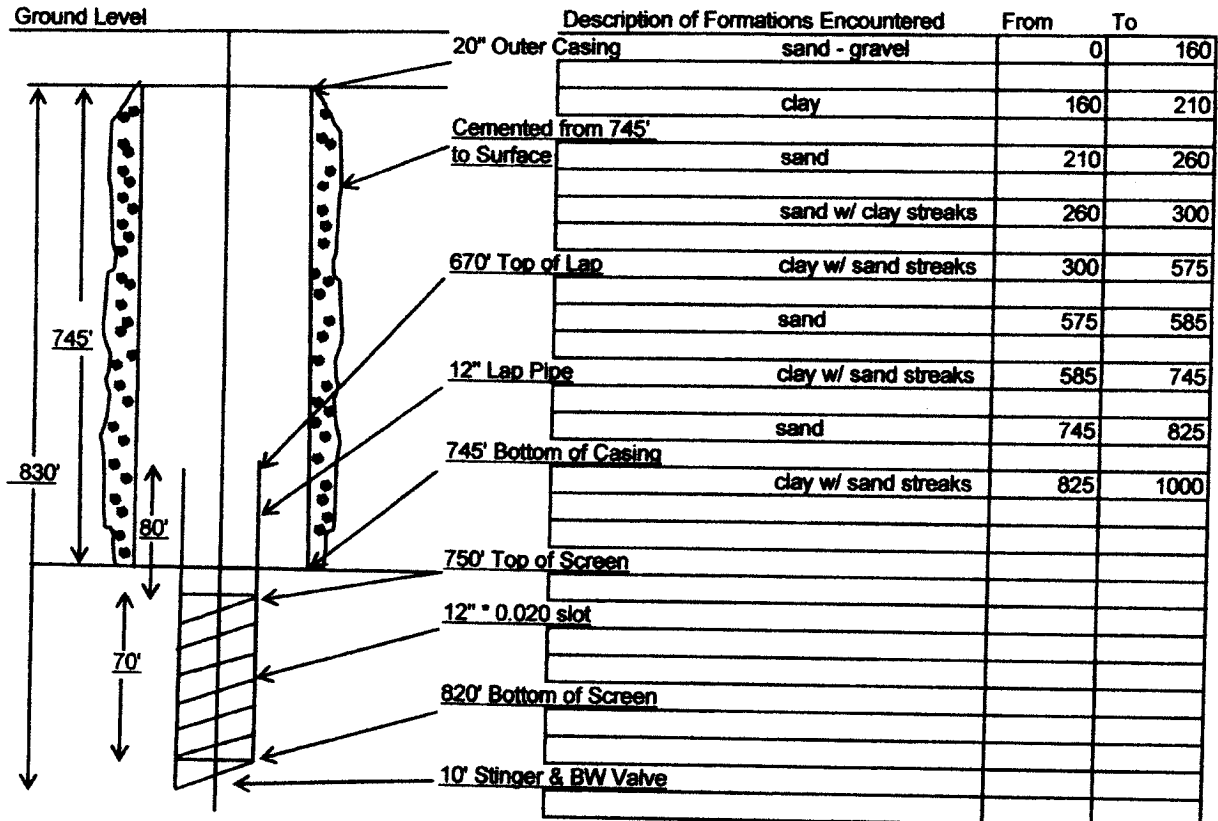 Ground Level
Description of Formations Encountered From To
20" Outer Casing sand - gravel 0 160
clay 160 210
Cemented from 745'
to Surface sand 210 260
sand w/ clay streaks 260 300
670' Top of Lap clay w/ sand streaks 300 575
sand 575 585
745'
12" Lap Pipe clay w/ sand streaks 585 745
sand 745 825
745' Bottom of Casing
830'
clay w/ sand streaks 825 1000
80'
750' Top of Screen
12" * 0.020 slot
70'
820' Bottom of Screen
10' Stinger & BW Valve